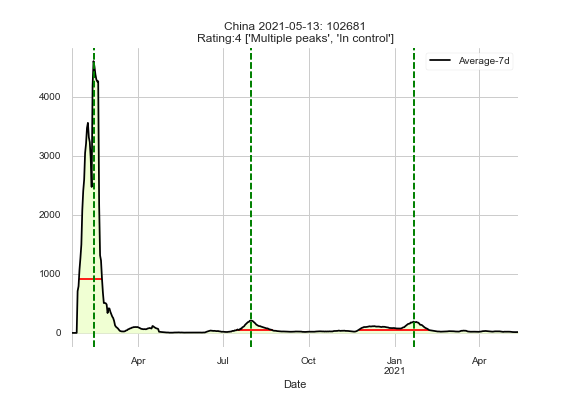 China 2021-05-13: 102681
Rating:4 ['Multiple peaks', 'In control']
Average-7d
4000
3000
2000
1000
0
Apr
Jul
Oct
Jan
2021
Apr
Date